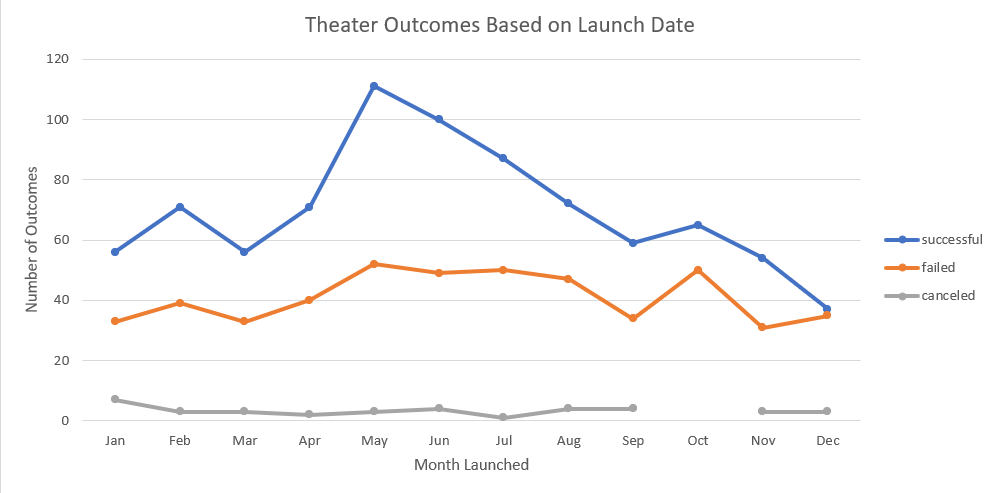 Theater Outcomes Based on Launch Date
120
100
80
60
40
20
0
Number of Outcomes
Jan Feb Mar Apr May Jun Jul Aug Sep Oct Nov Dec
Month Launched
successful
failed
canceled